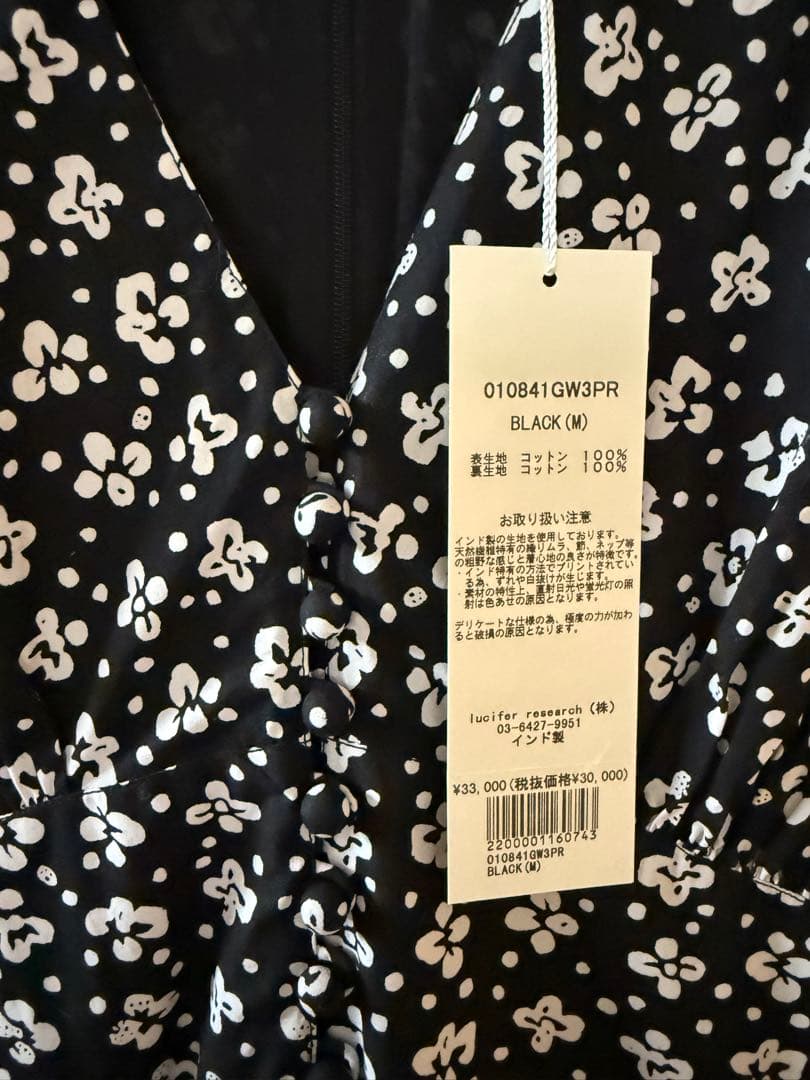 010841GW3PR
BLACK(M)
表生地 コットン 100%
裏生地 コットン 100%
お取り扱い注意
インド製の生地を使用しております。
天然繊維特有の織りムラ、節、ネップ等
の粗野な感じと着心地の良さが特徴です。
・インド特有の方法でプリントされてい
る為、ずれや白抜けが生じます。
・素材の特性上、直射日光や蛍光灯の照
射は色あせの原因となります。
デリケートな仕様の為、極度の力が加わ
ると破損の原因となります。
lucifer research (株)
03-6427-9951
インド製
¥33,000(税抜価格¥30,000)
2200001160743
010841GW3PR
BLACK(M)